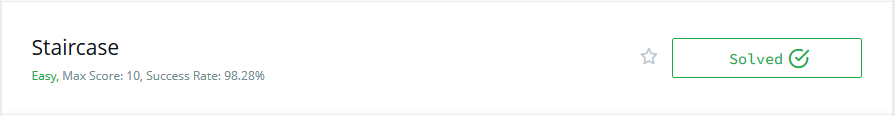 Staircase
Solved
Easy, Max Score: 10, Success Rate: 98.28%